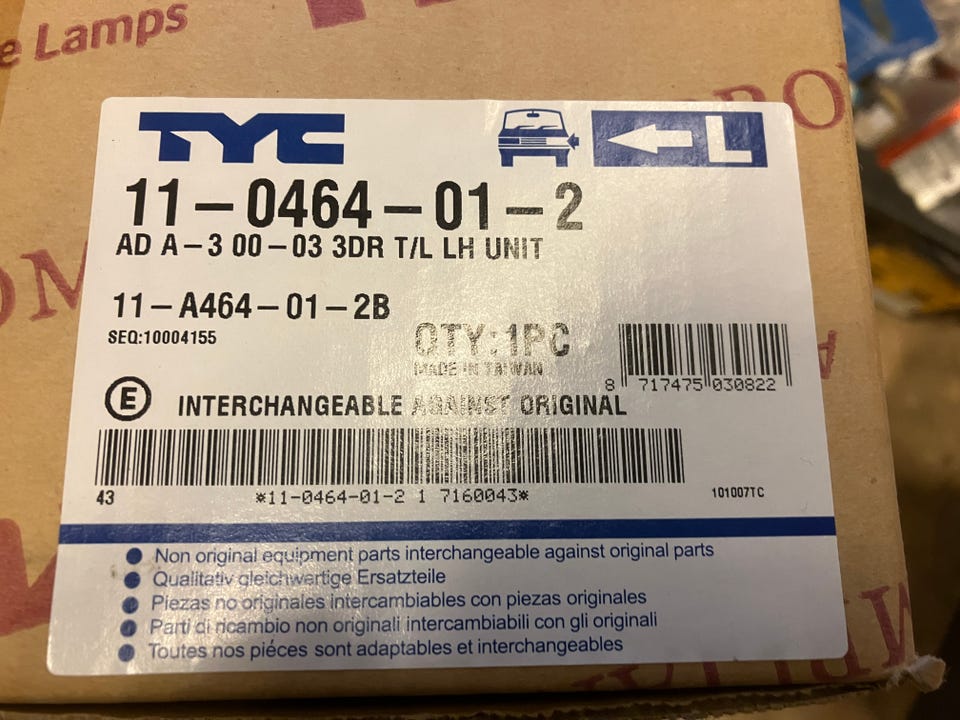 e Lamps
TYC
L
11-0464-01-2
AD A-3 00-03 3DR T/L LH UNIT
11-A464-01-2B
SEQ:10004155
QTY:1PC
MADE IN TAIWAN
8 717475 030822
E INTERCHANGEABLE AGAINST ORIGINAL
43 *11-0464-01-2 1 7160043* 101007TC
Non original equipment parts interchangeable against original parts
Qualitativ gleichwertige Ersatzteile
Piezas no originales intercambiables con piezas originales
Parti di ricambio non originali intercambiabili con gli originali
Toutes nos piéces sont adaptables et interchangeables